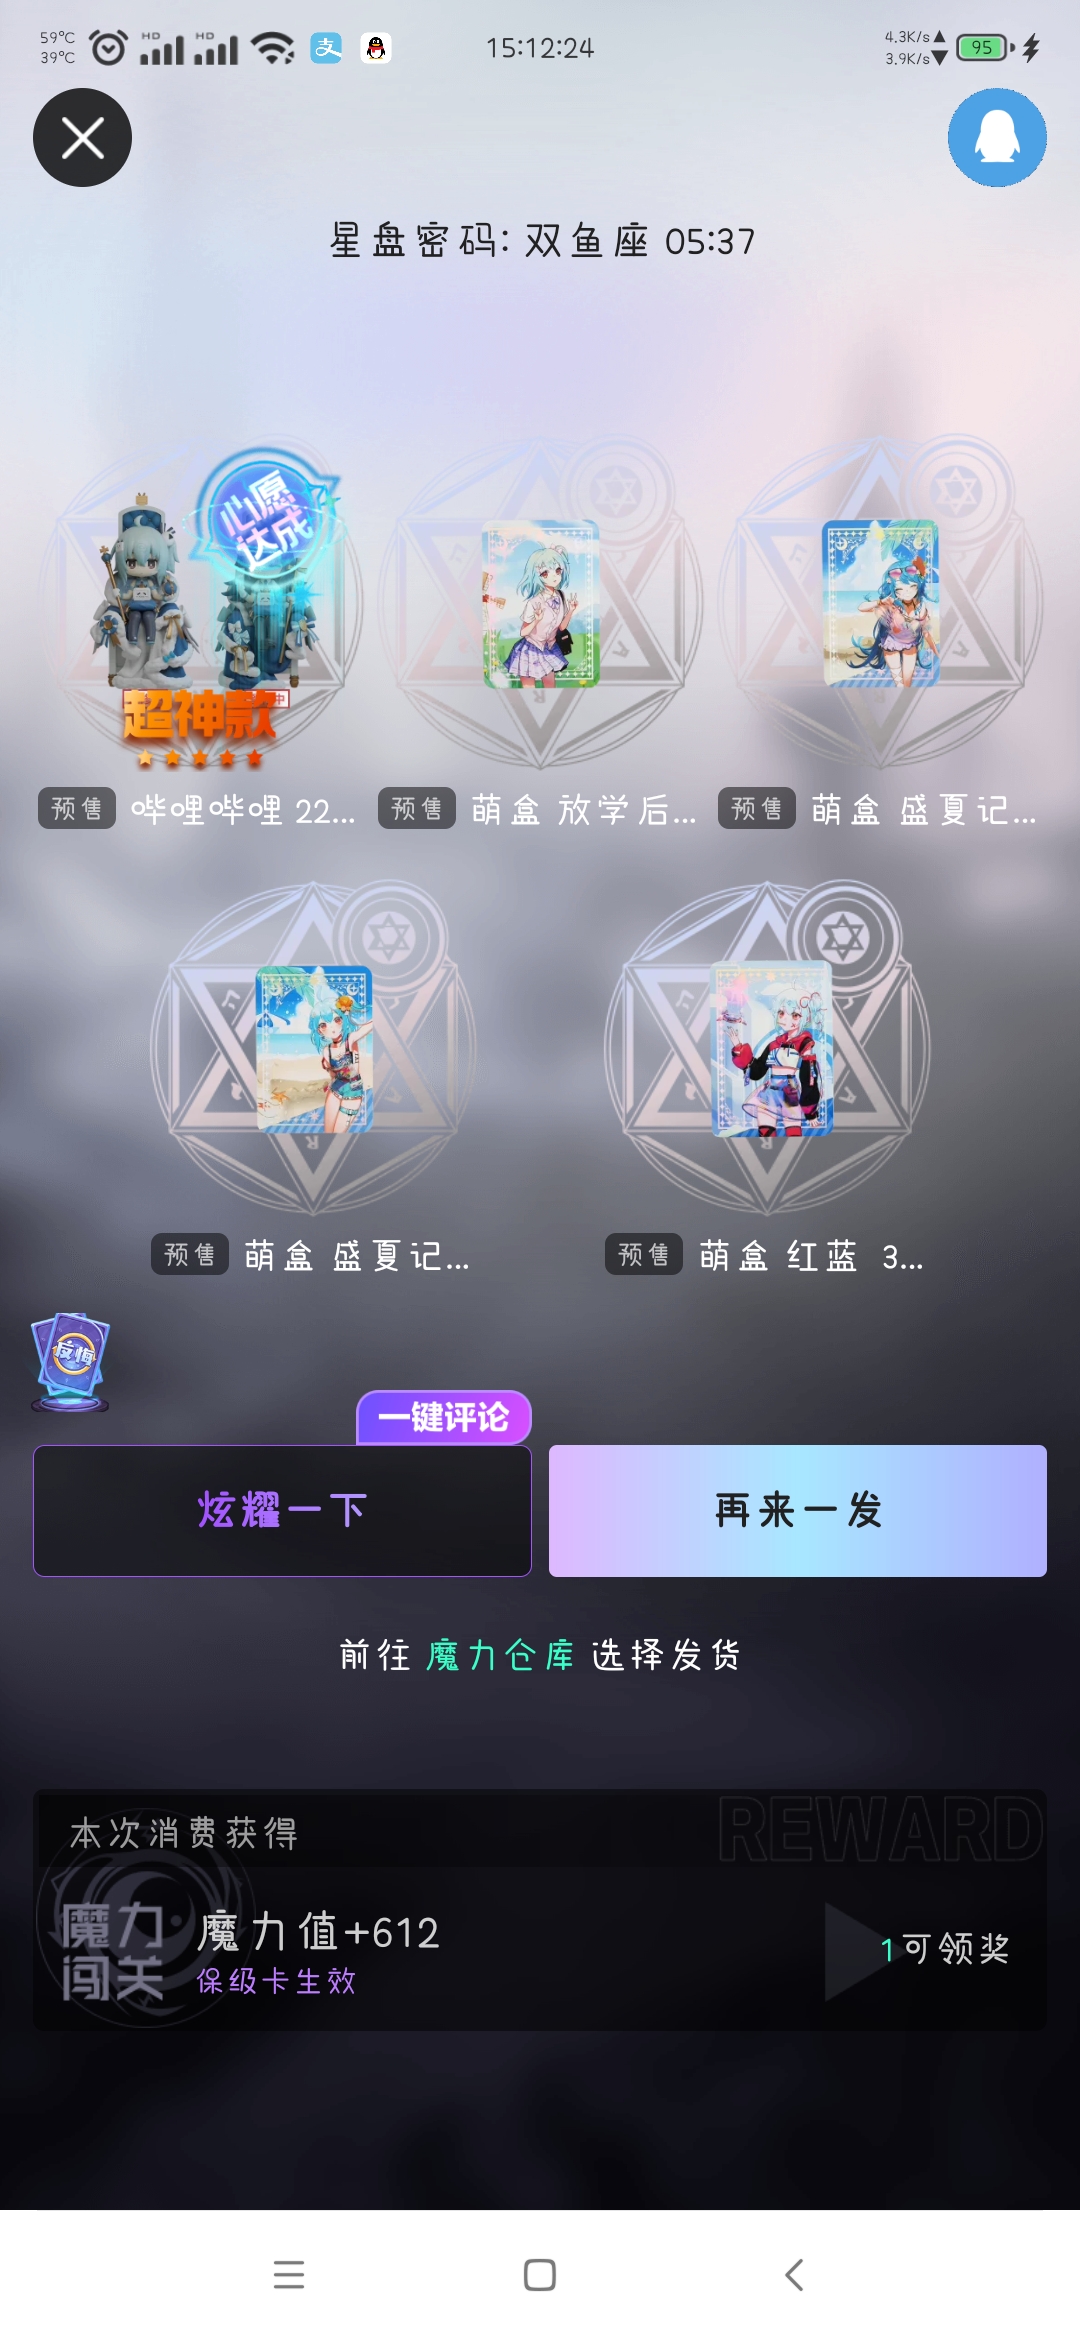 59℃
39℃
HD
HD
支
15:12:24
4.3K/s
3.9K/s
95
星盘密码: 双鱼座 05:37
心愿
达成
超神款
预售 哔哩哔哩 22...
预售 萌盒 放学后...
预售 萌盒 盛夏记...
预售 萌盒 盛夏记...
预售 萌盒 红蓝 3...
反悔
一键评论
炫耀一下
再来一发
前往 魔力仓库 选择发货
本次消费获得
REWARD
魔力
闯关
魔力值+612
保级卡生效
1可领奖